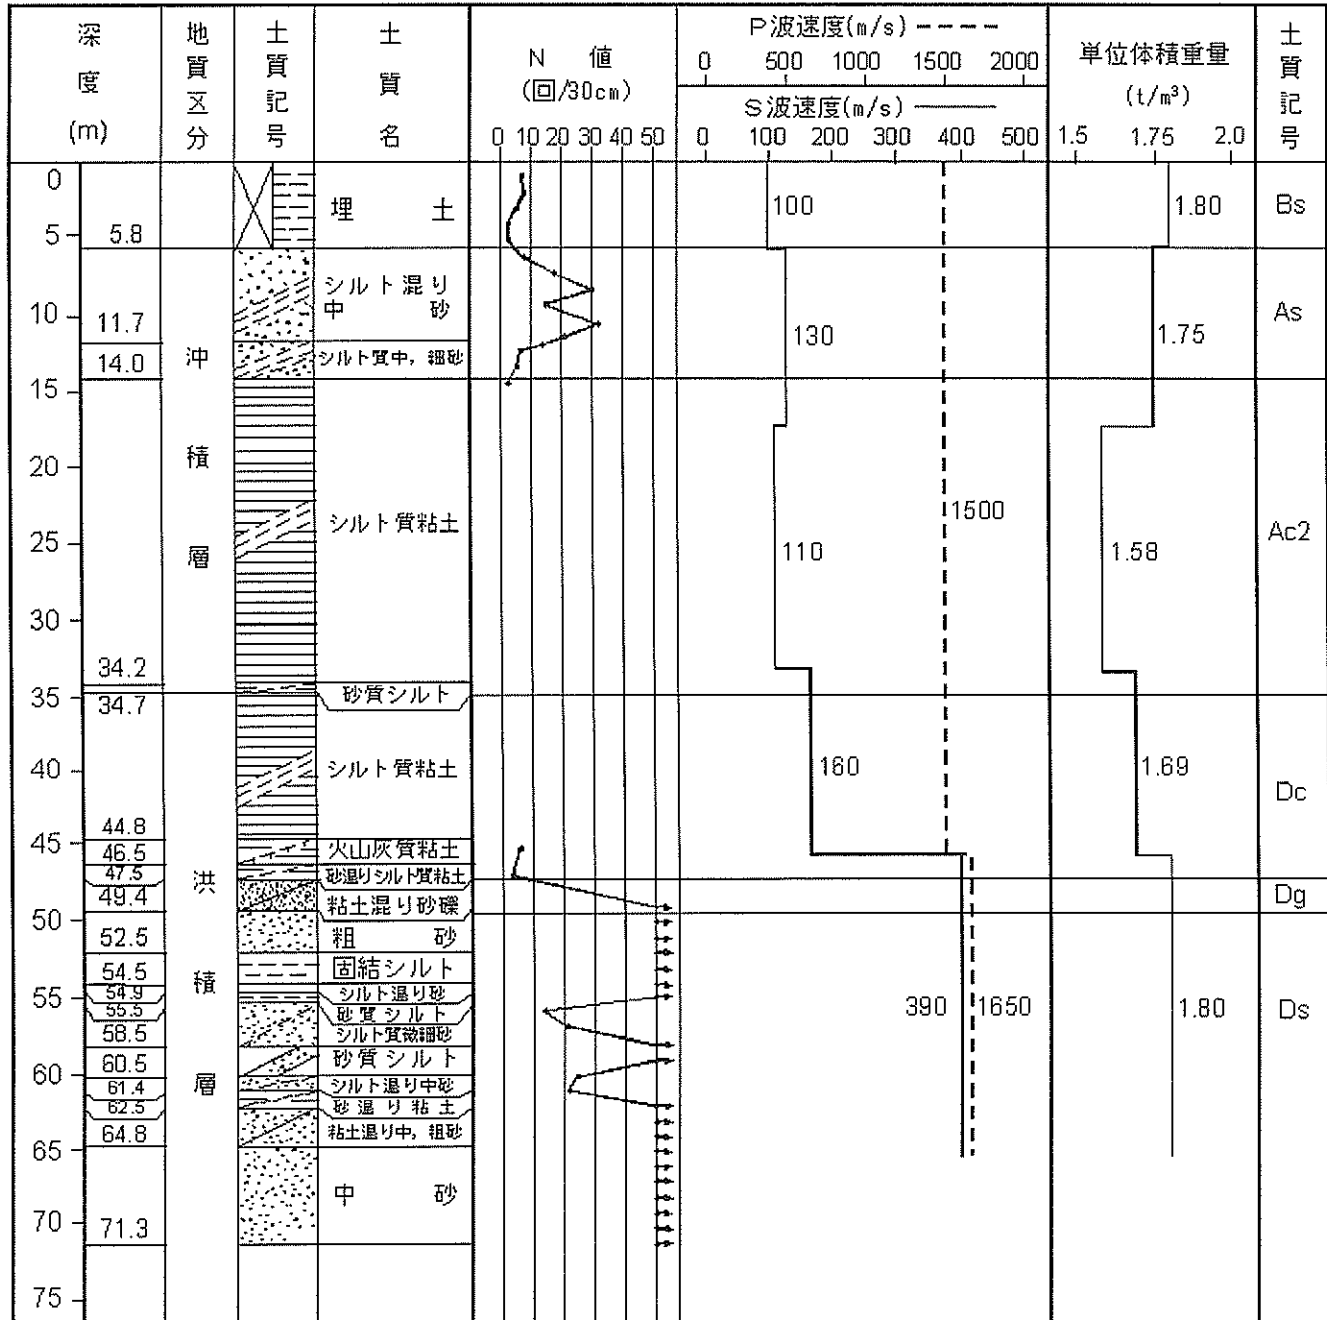 深度(m)
地質区分
土質記号
土質名
N 値
(回/30cm)
0 10 20 30 40 50
P波速度(m/s)
0 500 1000 1500 2000
S波速度(m/s)
0 100 200 300 400 500
単位体積重量
(t/m³)
1.5 1.75 2.0
土質記号
0
5
10
15
20
25
30
35
40
45
50
55
60
65
70
75
5.8
11.7
14.0
34.2
34.7
44.8
46.5
47.5
49.4
52.5
54.5
54.9
55.5
58.5
60.5
61.4
62.5
64.8
71.3
沖積層
洪積層
埋土
シルト混り
中砂
シルト質中，細砂
シルト質粘土
砂質シルト
シルト質粘土
火山灰質粘土
砂混りシルト質粘土
粘土混り砂礫
粗砂
固結シルト
シルト混り砂
砂質シルト
シルト質微細砂
砂質シルト
シルト混り中砂
砂混り粘土
粘土混り中，粗砂
中砂
100
130
110
160
390
1500
1650
1.80
1.75
1.58
1.69
1.80
Bs
As
Ac2
Dc
Dg
Ds